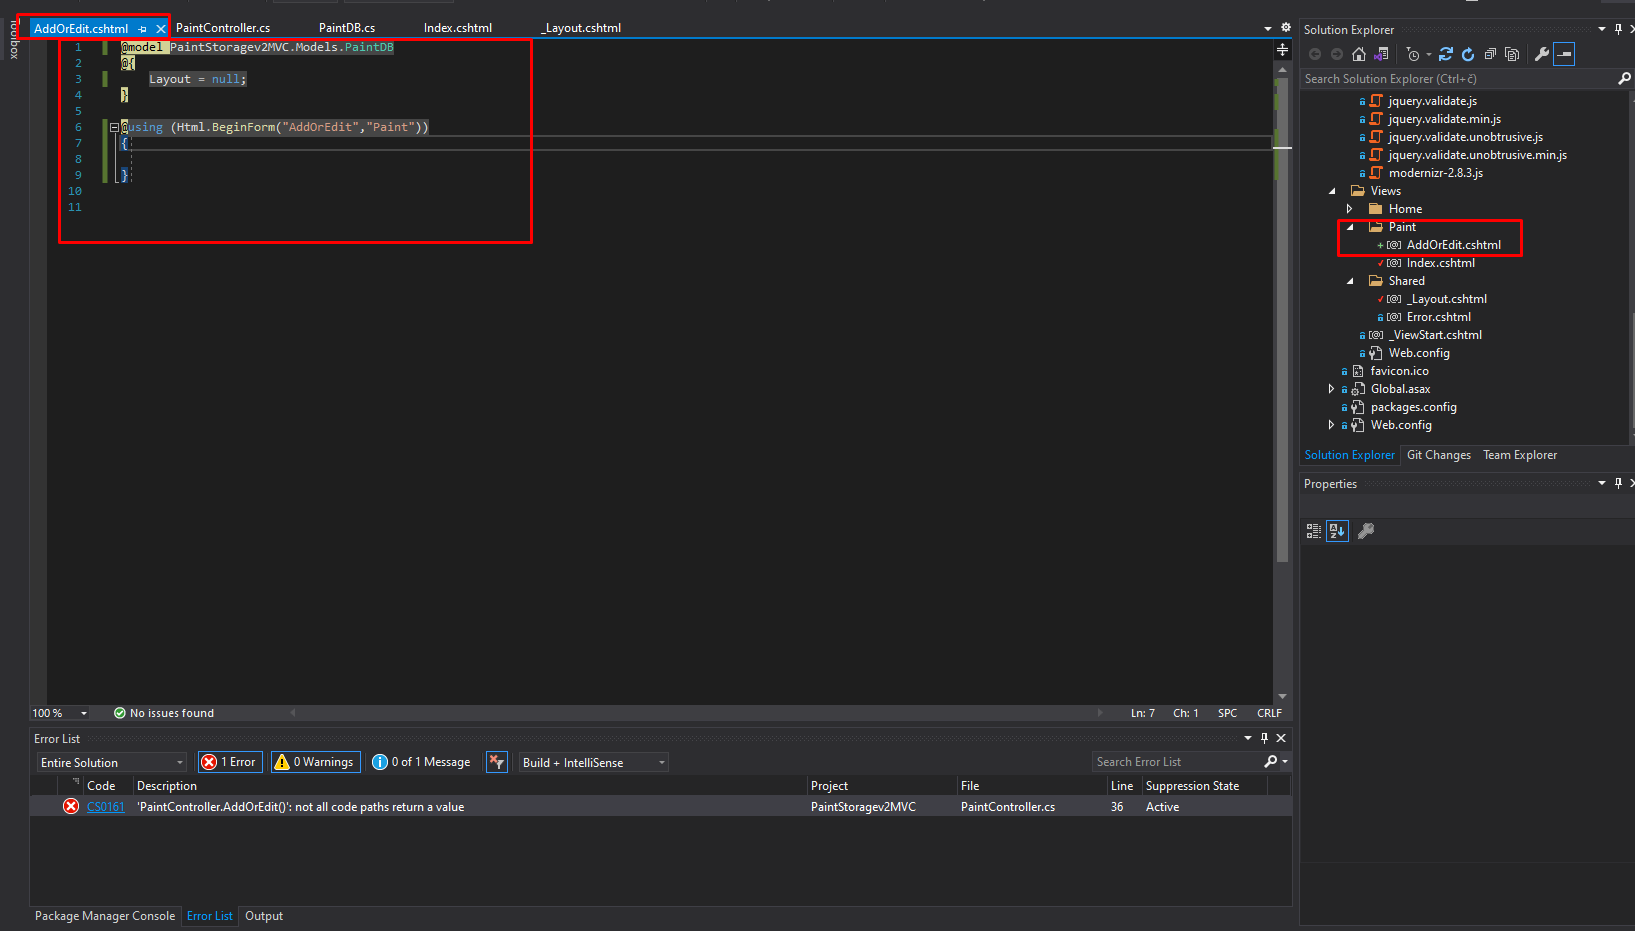 Toolbox
AddOrEdit.cshtml
PaintController.cs
PaintDB.cs
Index.cshtml
_Layout.cshtml
1 @model PaintStoragev2MVC.Models.PaintDB
2 @{
3 Layout = null;
4 }
5
6 @using (Html.BeginForm("AddOrEdit","Paint"))
7 {
8
9 }
10
11
100 %
No issues found
Ln: 7 Ch: 1 SPC CRLF
Solution Explorer
Search Solution Explorer (Ctrl+č)
jquery.validate.js
jquery.validate.min.js
jquery.validate.unobtrusive.js
jquery.validate.unobtrusive.min.js
modernizr-2.8.3.js
Views
Home
Paint
AddOrEdit.cshtml
Index.cshtml
Shared
_Layout.cshtml
Error.cshtml
_ViewStart.cshtml
Web.config
favicon.ico
Global.asax
packages.config
Web.config
Solution Explorer Git Changes Team Explorer
Properties
Error List
Entire Solution
1 Error
0 Warnings
0 of 1 Message
Build + IntelliSense
Search Error List
Code Description Project File Line Suppression State
CS0161 'PaintController.AddOrEdit()': not all code paths return a value PaintStoragev2MVC PaintController.cs 36 Active
Package Manager Console Error List Output